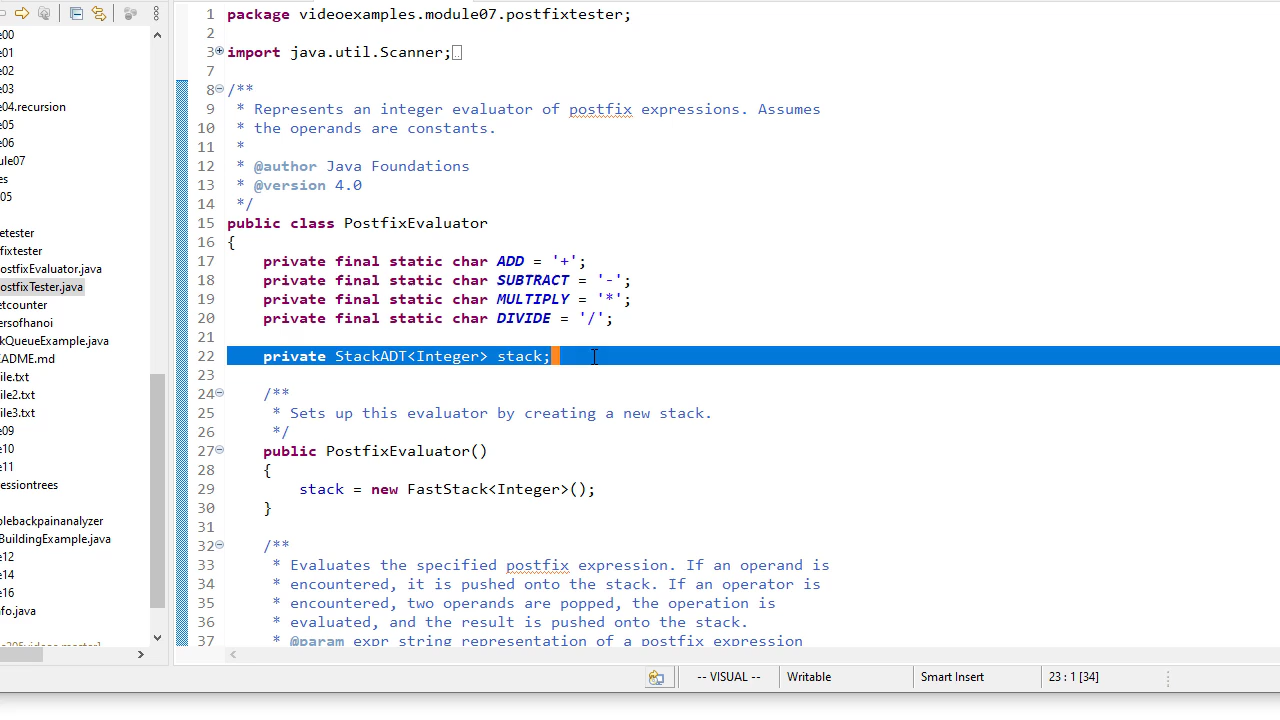 1 package videoexamples.module07.postfixtester;
2
3 import java.util.Scanner;
7
8 /**
9 * Represents an integer evaluator of postfix expressions. Assumes
10 * the operands are constants.
11 *
12 * @author Java Foundations
13 * @version 4.0
14 */
15 public class PostfixEvaluator
16 {
17 private final static char ADD = '+';
18 private final static char SUBTRACT = '-';
19 private final static char MULTIPLY = '*';
20 private final static char DIVIDE = '/';
21
22 private StackADT<Integer> stack;
23
24 /**
25 * Sets up this evaluator by creating a new stack.
26 */
27 public PostfixEvaluator()
28 {
29 stack = new FastStack<Integer>();
30 }
31
32 /**
33 * Evaluates the specified postfix expression. If an operand is
34 * encountered, it is pushed onto the stack. If an operator is
35 * encountered, two operands are popped, the operation is
36 * evaluated, and the result is pushed onto the stack.
37 * @param expr string representation of a postfix expression
e00
e01
e02
e03
e04.recursion
e05
e06
ule07
es
05
etester
fixtester
ostfixEvaluator.java
ostfixTester.java
etcounter
ersofhanoi
kQueueExample.java
EADME.md
ile.txt
ile2.txt
ile3.txt
e09
e10
e11
essiontrees
blebackpainanalyzer
BuildingExample.java
e12
e14
e16
nfo.java
-- VISUAL -- Writable Smart Insert 23 : 1 [34]